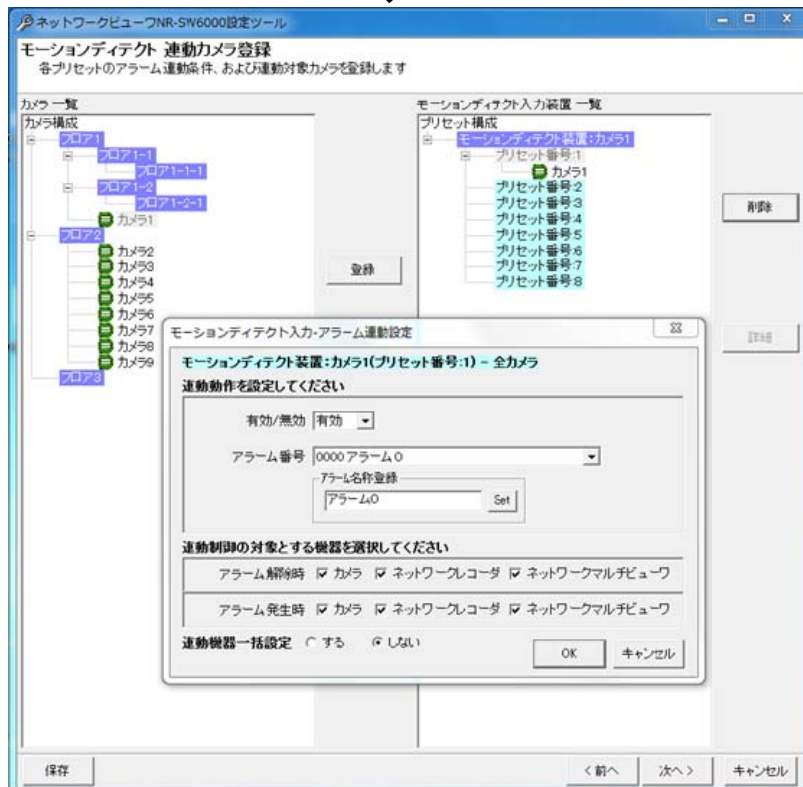 ネットワークビューワNR-SW6000設定ツール
モーションディテクト 連動カメラ登録
各プリセットのアラーム連動条件、および連動対象カメラを登録します
カメラ 一覧
カメラ構成
フロア1
フロア1-1
フロア1-1-1
フロア1-2
フロア1-2-1
カメラ1
フロア2
カメラ2
カメラ3
カメラ4
カメラ5
カメラ6
カメラ7
カメラ8
カメラ9
フロア3
登録
モーションディテクト入力装置 一覧
プリセット構成
モーションディテクト装置:カメラ1
プリセット番号:1
カメラ1
プリセット番号:2
プリセット番号:3
プリセット番号:4
プリセット番号:5
プリセット番号:6
プリセット番号:7
プリセット番号:8
削除
詳細
モーションディテクト入力-アラーム連動設定
モーションディテクト装置:カメラ1(プリセット番号:1) - 全カメラ
連動動作を設定してください
有効/無効 有効
アラーム番号 0000 アラーム0
アラーム名称登録
アラーム0 Set
連動制御の対象とする機器を選択してください
アラーム解除時 カメラ ネットワークレコーダ ネットワークマルチビューワ
アラーム発生時 カメラ ネットワークレコーダ ネットワークマルチビューワ
連動機器一括設定 する しない
OK キャンセル
保存 <前へ 次へ> キャンセル